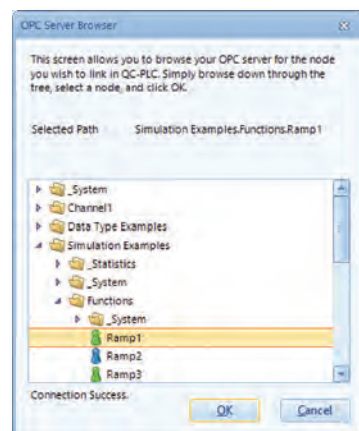 OPC Server Browser
This screen allows you to browse your OPC server for the node
you wish to link in QC-PLC. Simply browse down through the
tree, select a node, and click OK.
Selected Path Simulation Examples.Functions.Ramp1
_System
Channel1
Data Type Examples
Simulation Examples
_Statistics
_System
Functions
_System
Ramp1
Ramp2
Ramp3
Connection Success.
OK Cancel